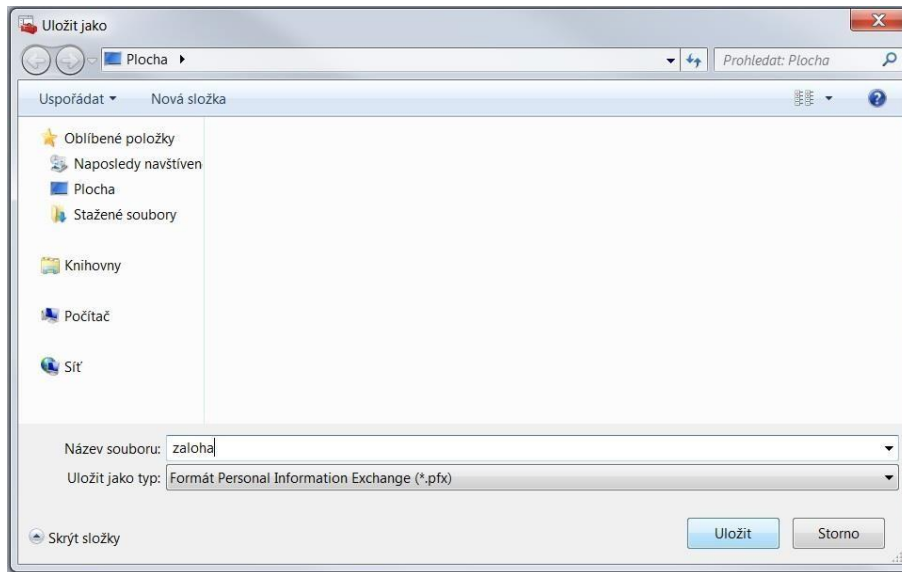 Uložit jako
Plocha
Prohledat: Plocha
Uspořádat
Nová složka
Oblíbené položky
Naposledy navštíven
Plocha
Stažené soubory
Knihovny
Počítač
Síť
Název souboru: zaloha
Uložit jako typ: Formát Personal Information Exchange (*.pfx)
Skrýt složky
Uložit
Storno